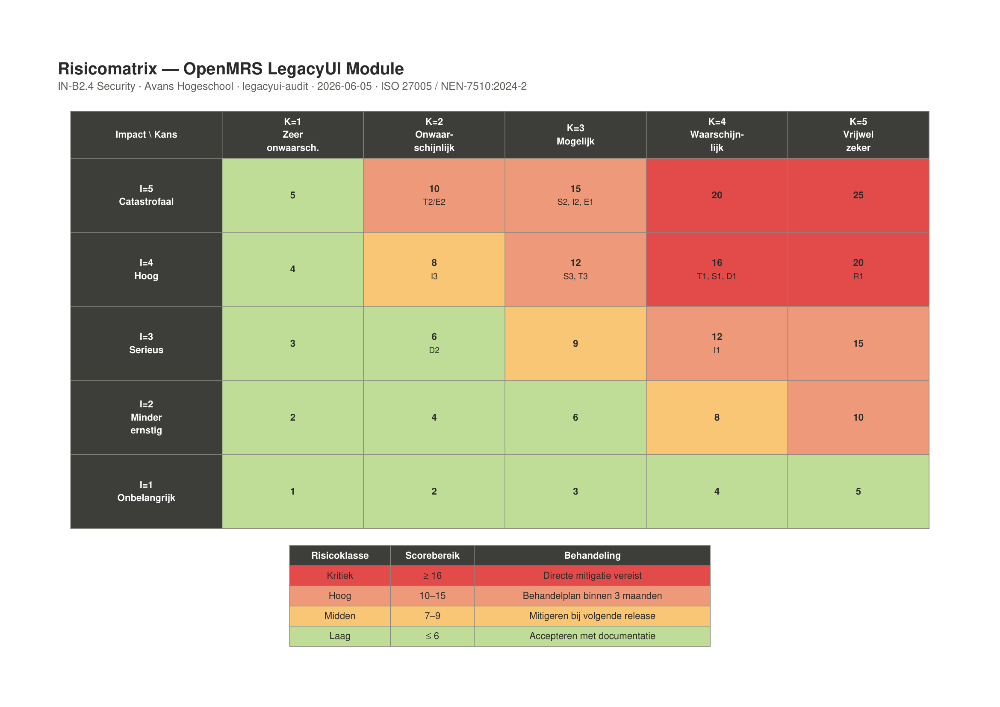 Risicomatrix — OpenMRS LegacyUI Module
IN-B2.4 Security · Avans Hogeschool · legacyui-audit · 2026-06-05 · ISO 27005 / NEN-7510:2024-2
Impact \ Kans
K=1
Zeer
onwaarsch.
K=2
Onwaar-
schijnlijk
K=3
Mogelijk
K=4
Waarschijn-
lijk
K=5
Vrijwel
zeker
I=5
Catastrofaal
5
10
T2/E2
15
S2, I2, E1
20
25
I=4
Hoog
4
8
I3
12
S3, T3
16
T1, S1, D1
20
R1
I=3
Serieus
3
6
D2
9
12
I1
15
I=2
Minder
ernstig
2
4
6
8
10
I=1
Onbelangrijk
1
2
3
4
5
Risicoklasse Scorebereik Behandeling
Kritiek ≥ 16 Directe mitigatie vereist
Hoog 10–15 Behandelplan binnen 3 maanden
Midden 7–9 Mitigeren bij volgende release
Laag ≤ 6 Accepteren met documentatie